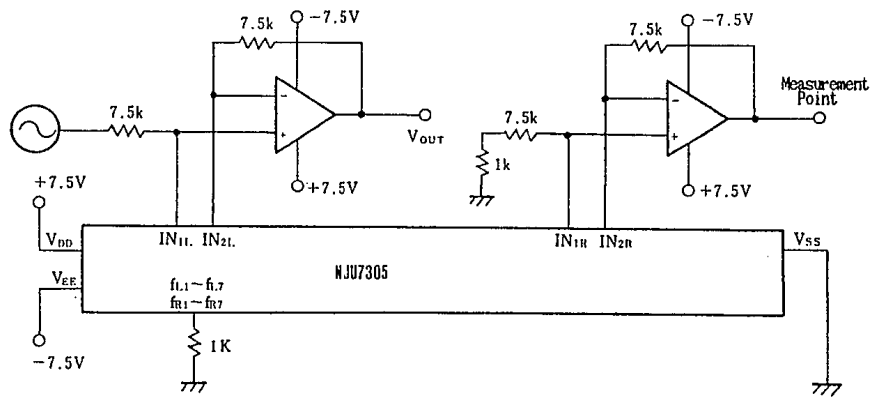 7.5k
−7.5V
7.5k
−
+
VOUT
+7.5V
7.5k
−7.5V
7.5k
−
+
Measurement
Point
1k
+7.5V
+7.5V
VDD
VEE
−7.5V
IN1L IN2L
IN1R IN2R
VSS
NJU7305
fL1~fL7
fR1~fR7
1K